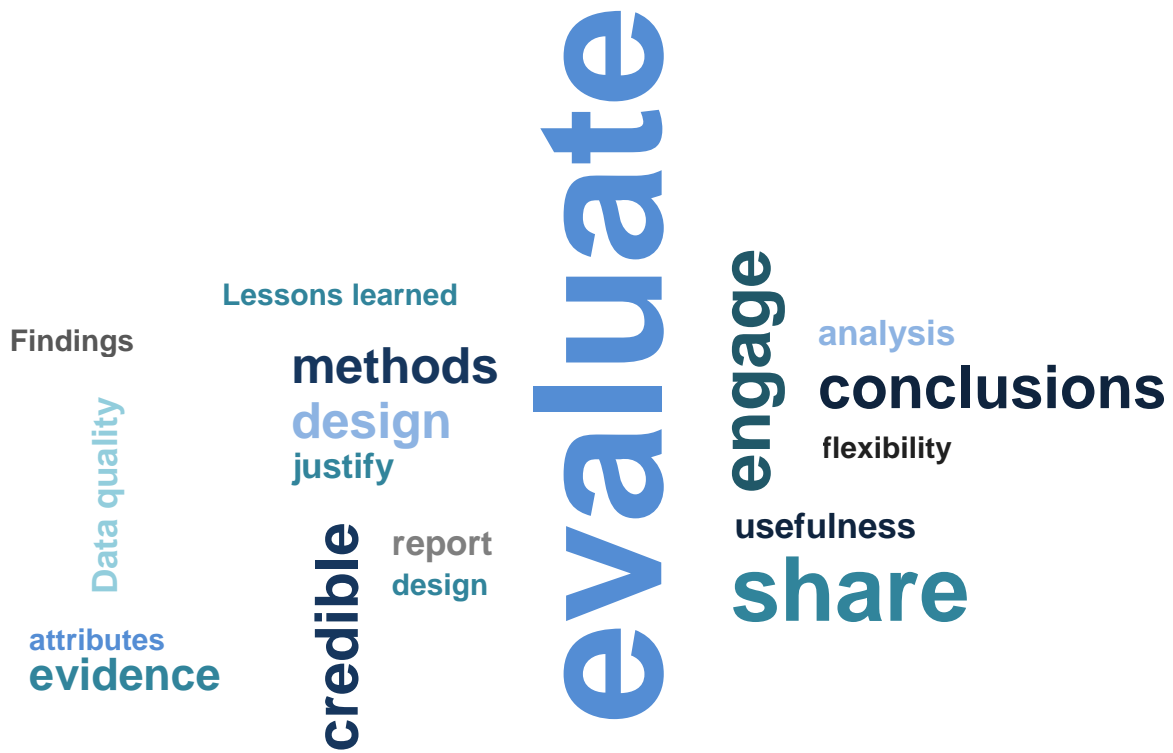 evaluate
Lessons learned
Findings
methods
design
justify
Data quality
credible
report
design
attributes
evidence
engage
analysis
conclusions
flexibility
usefulness
share